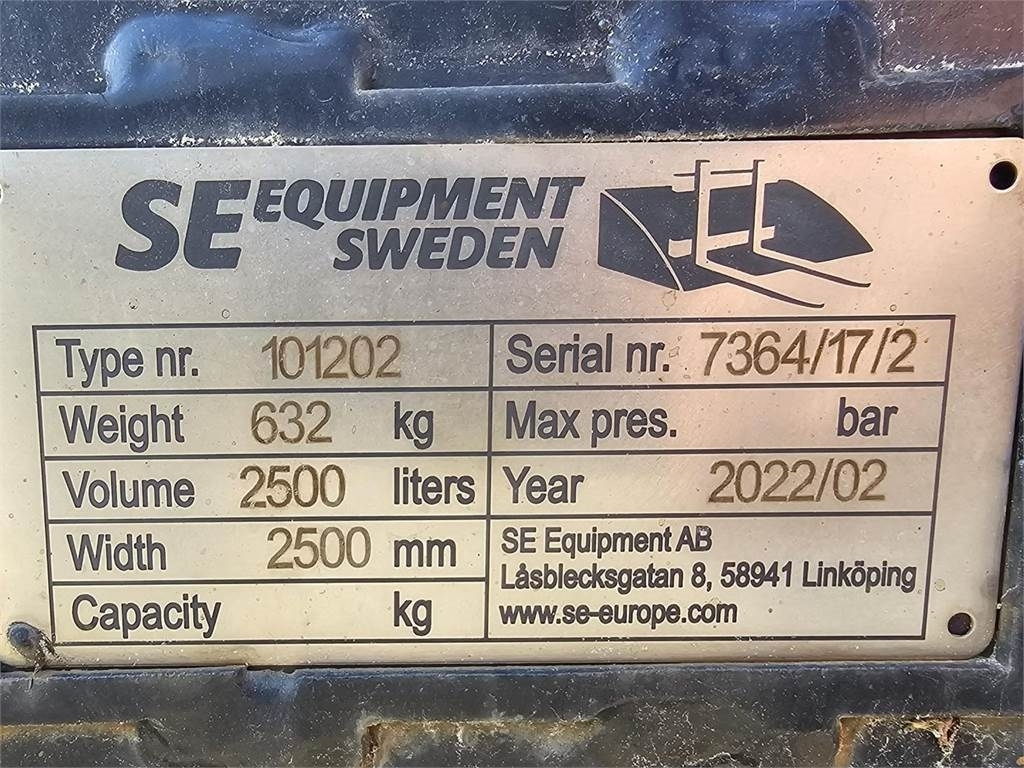 SE EQUIPMENT
SWEDEN
Type nr. 101202 Serial nr. 7364/17/2
Weight 632 kg Max pres. bar
Volume 2500 liters Year 2022/02
Width 2500 mm SE Equipment AB
Låsblecksgatan 8, 58941 Linköping
Capacity kg www.se-europe.com